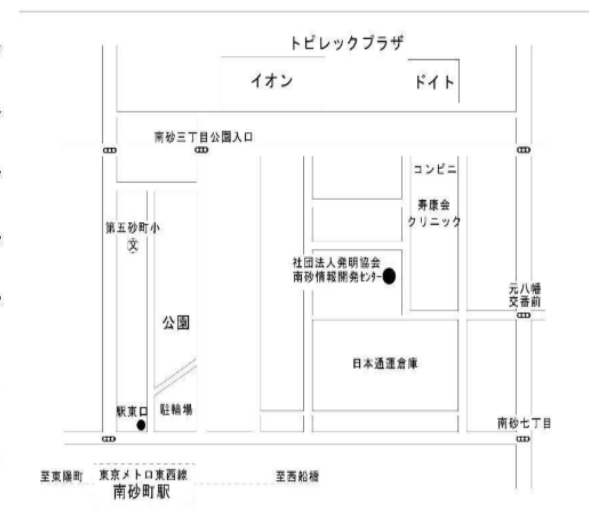 トピレックプラザ
イオン
ドイト
南砂三丁目公園入口
コンビニ
寿康会
クリニック
第五砂町小
文
社団法人発明協会
南砂情報開発センター
元八幡
交番前
公園
日本通運倉庫
駅東口
駐輪場
南砂七丁目
至東陽町
東京メトロ東西線
南砂町駅
至西船橋